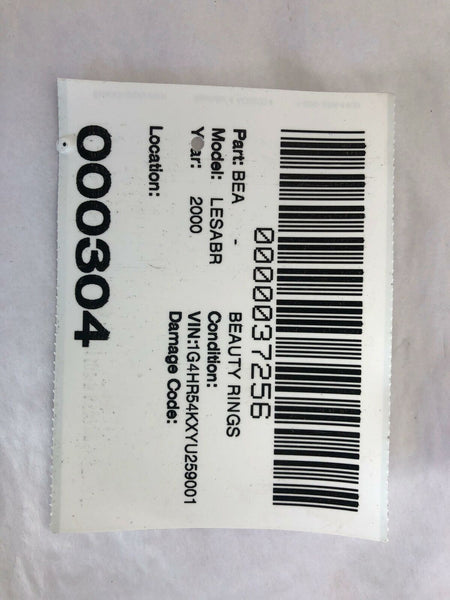 0000037256
Part: BEA - BEAUTY RINGS
Model: LESABR Condition:
Year: 2000 VIN:1G4HR54KXYU259001
Damage Code:
Location:
000304